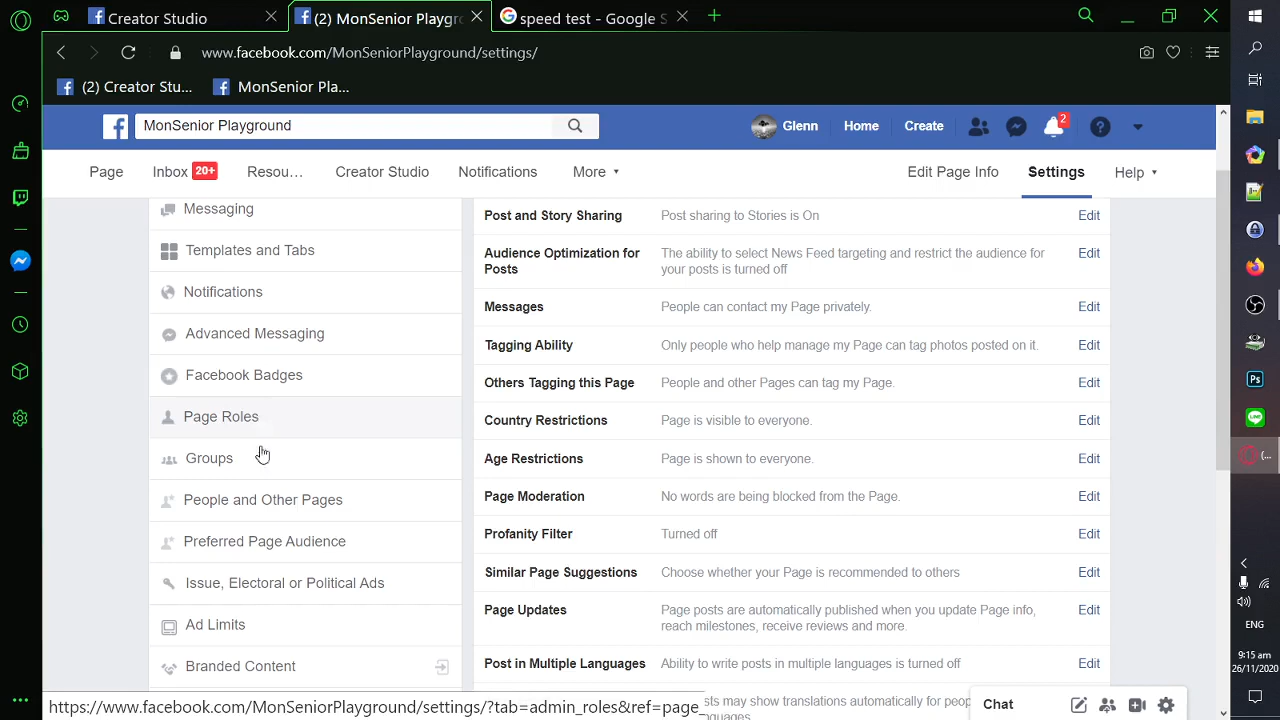 Creator Studio
(2) MonSenior Playgr
speed test - Google S
www.facebook.com/MonSeniorPlayground/settings/
(2) Creator Stu...
MonSenior Pla...
MonSenior Playground
Glenn
Home
Create
2
Page
Inbox 20+
Resou...
Creator Studio
Notifications
More
Edit Page Info
Settings
Help
Messaging
Templates and Tabs
Notifications
Advanced Messaging
Facebook Badges
Page Roles
Groups
People and Other Pages
Preferred Page Audience
Issue, Electoral or Political Ads
Ad Limits
Branded Content
Post and Story Sharing Post sharing to Stories is On Edit
Audience Optimization for
Posts
The ability to select News Feed targeting and restrict the audience for
your posts is turned off
Edit
Messages People can contact my Page privately. Edit
Tagging Ability Only people who help manage my Page can tag photos posted on it. Edit
Others Tagging this Page People and other Pages can tag my Page. Edit
Country Restrictions Page is visible to everyone. Edit
Age Restrictions Page is shown to everyone. Edit
Page Moderation No words are being blocked from the Page. Edit
Profanity Filter Turned off Edit
Similar Page Suggestions Choose whether your Page is recommended to others Edit
Page Updates
Page posts are automatically published when you update Page info,
reach milestones, receive reviews and more.
Edit
Post in Multiple Languages Ability to write posts in multiple languages is turned off Edit
sts may show translations automatically for peop
nguages.
https://www.facebook.com/MonSeniorPlayground/settings/?tab=admin_roles&ref=page_
Chat
Ps
LINE
(...
ENG
9:15 am
26/11/2020